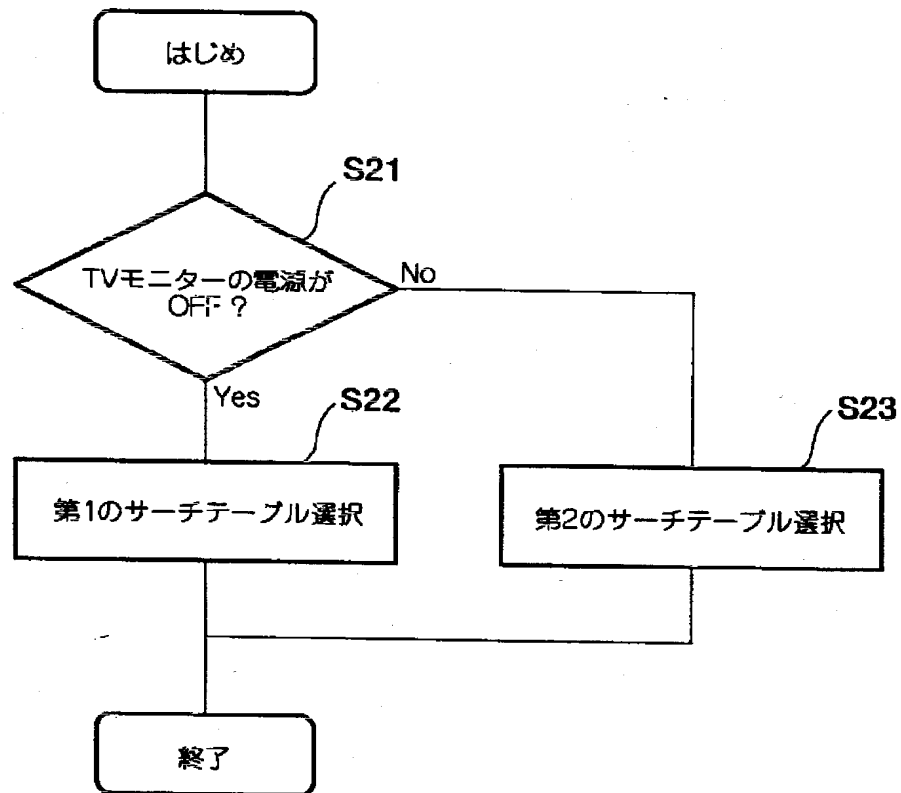 はじめ
S21
TVモニターの電源が
OFF？
No
Yes
S22
S23
第1のサーチテーブル選択
第2のサーチテーブル選択
終了